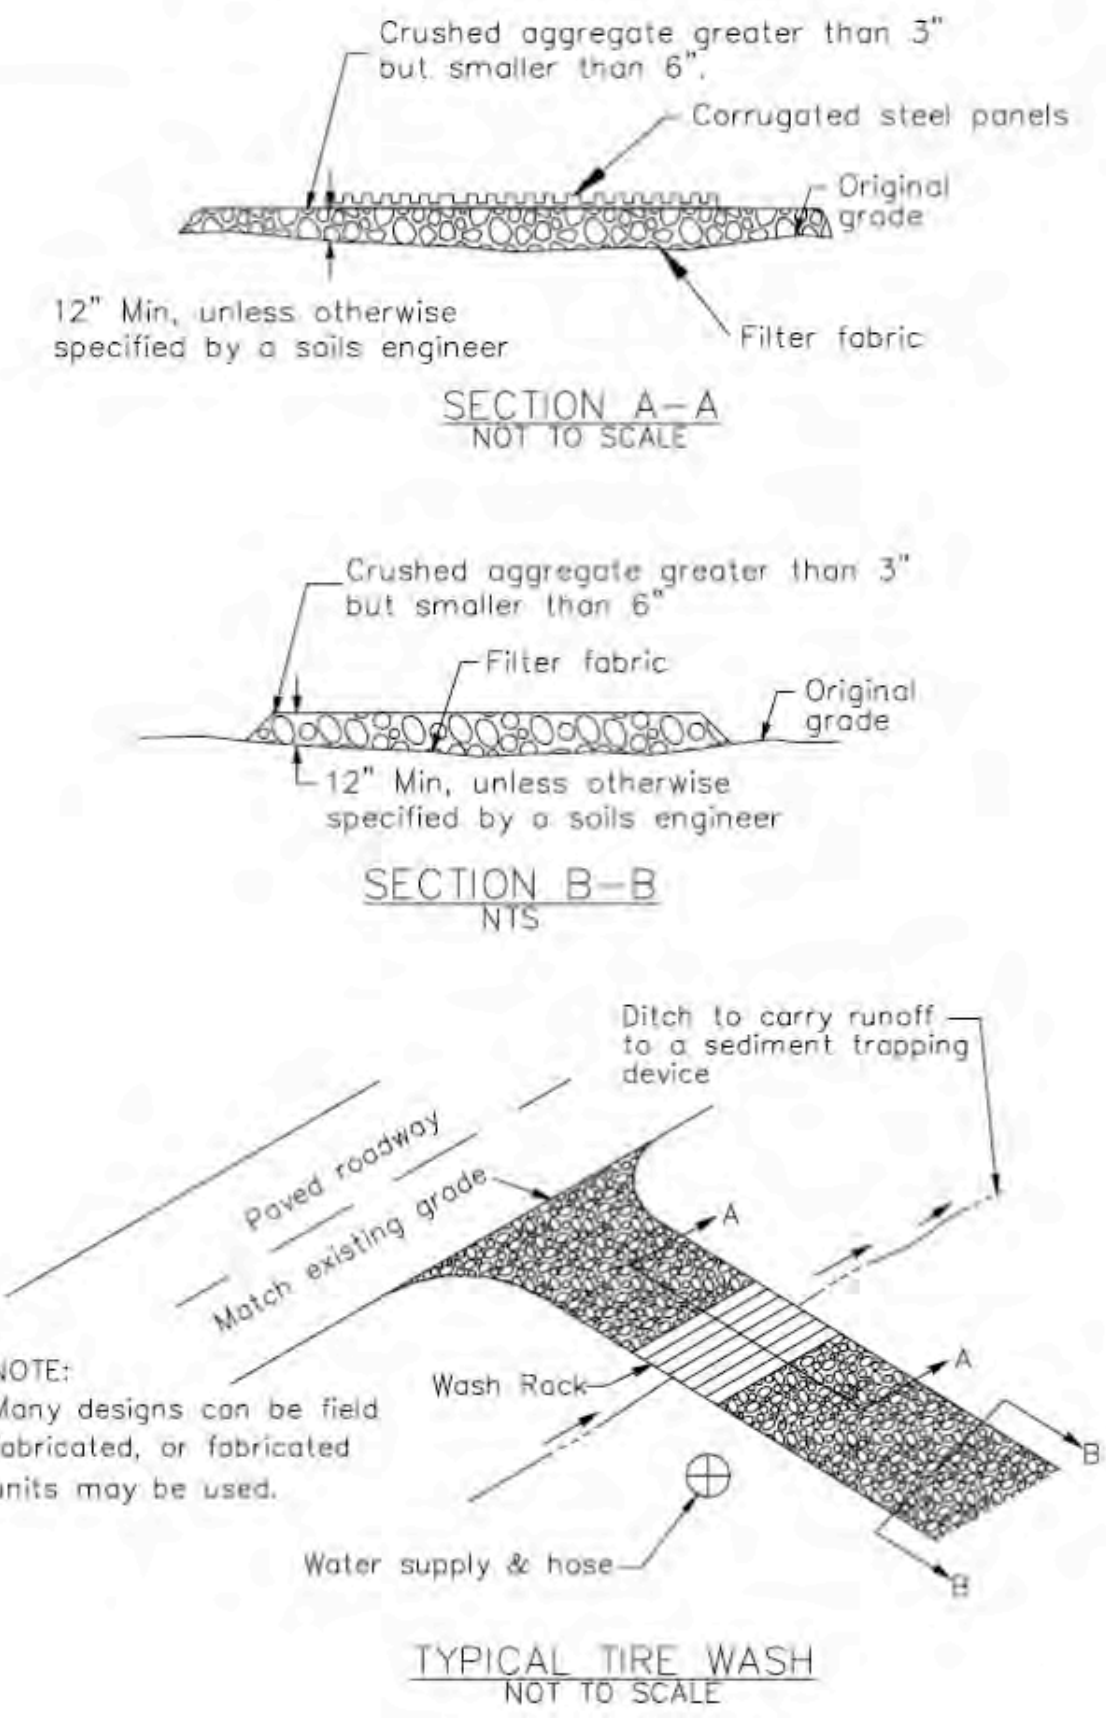 Crushed aggregate greater than 3"
but smaller than 6".
Corrugated steel panels
Original
grade
12" Min, unless otherwise
specified by a soils engineer
Filter fabric
SECTION A-A
NOT TO SCALE
Crushed aggregate greater than 3"
but smaller than 6"
Filter fabric
Original
grade
12" Min, unless otherwise
specified by a soils engineer
SECTION B-B
NTS
Ditch to carry runoff
to a sediment trapping
device
Paved roadway
Match existing grade
A
Wash Rack
A
NOTE:
Many designs can be field
fabricated, or fabricated
units may be used.
B
Water supply & hose
B
TYPICAL TIRE WASH
NOT TO SCALE